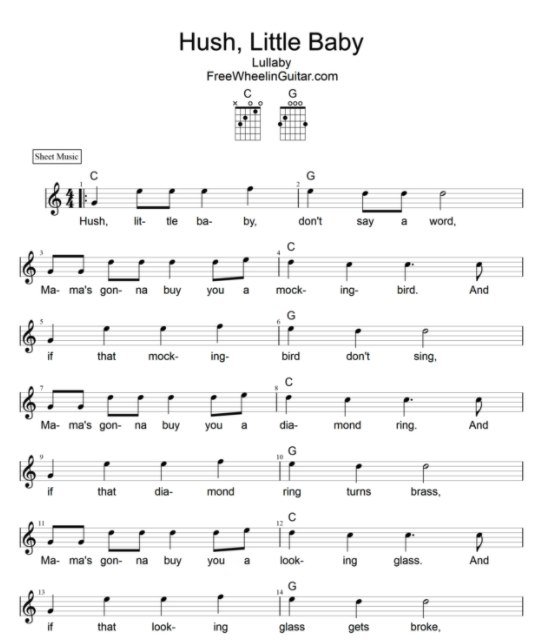 Hush, Little Baby
Lullaby
FreeWheelinGuitar.com
C G
x o o ooo
Sheet Music
C G
1 2
4
4
Hush, lit- tle ba- by, don't say a word,
C
3 4
Ma- ma's gon- na buy you a mock- ing- bird. And
G
5 6
if that mock- ing- bird don't sing,
C
7 8
Ma- ma's gon- na buy you a dia- mond ring. And
G
9 10
if that dia- mond ring turns brass,
C
11 12
Ma- ma's gon- na buy you a look- ing glass. And
G
13 14
if that look- ing glass gets broke,